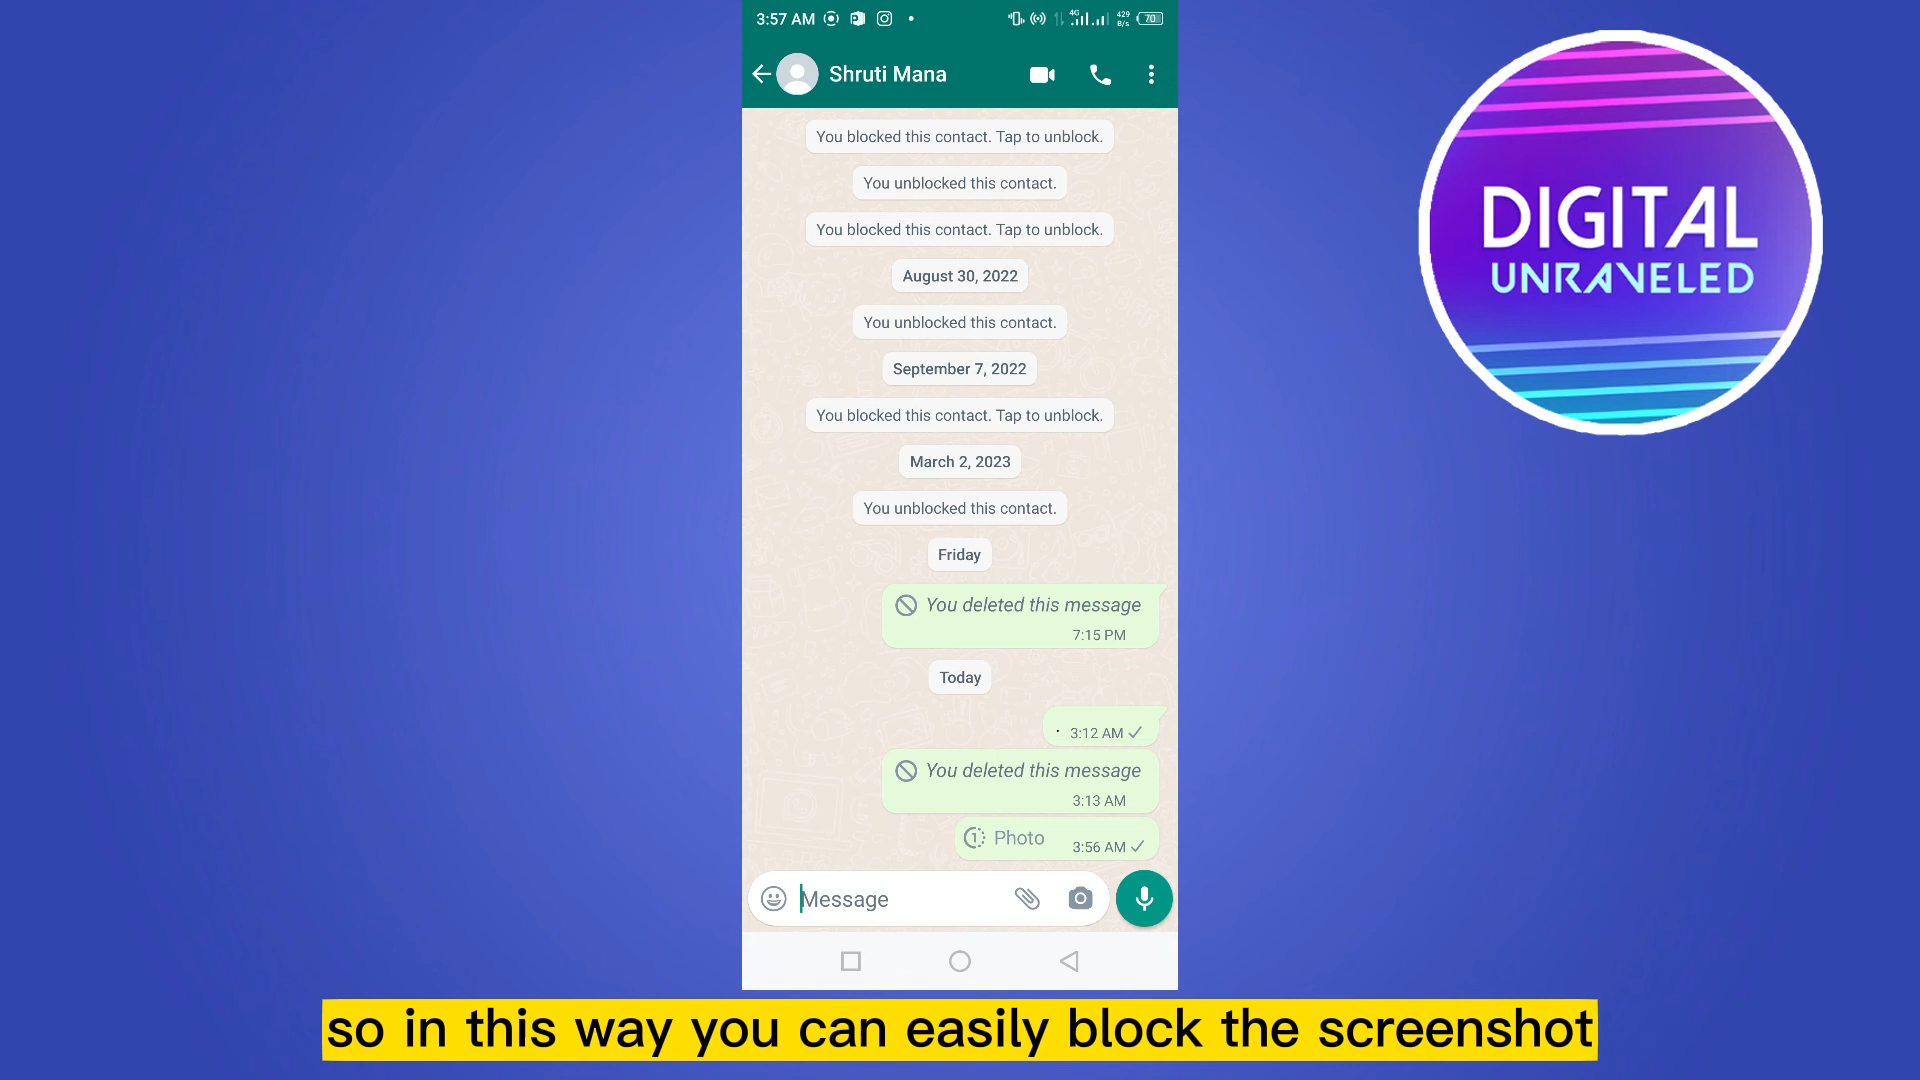 3:57 AM
4G
429
B/s
70
Shruti Mana
You blocked this contact. Tap to unblock.
You unblocked this contact.
You blocked this contact. Tap to unblock.
August 30, 2022
You unblocked this contact.
September 7, 2022
You blocked this contact. Tap to unblock.
March 2, 2023
You unblocked this contact.
Friday
You deleted this message
7:15 PM
Today
. 3:12 AM
You deleted this message
3:13 AM
1 Photo 3:56 AM
Message
DIGITAL
UNRAVELED
so in this way you can easily block the screenshot